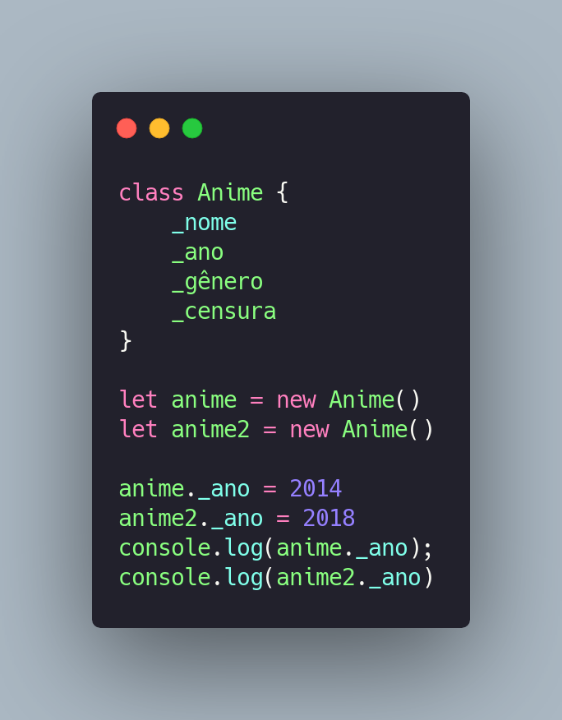 class Anime {
    _nome
    _ano
    _gênero
    _censura
}

let anime = new Anime()
let anime2 = new Anime()

anime._ano = 2014
anime2._ano = 2018
console.log(anime._ano);
console.log(anime2._ano)